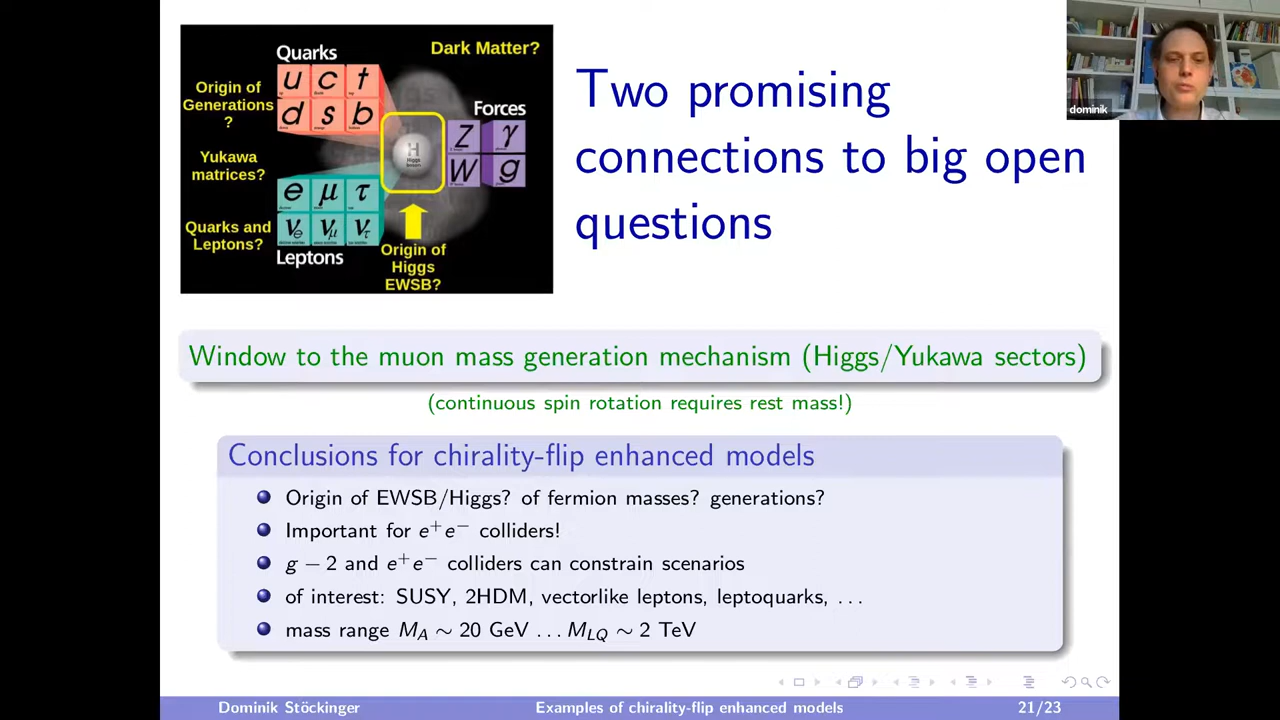 Quarks
Dark Matter?
Origin of
Generations
?
u c t
d s b
Forces
Z γ
W g
H
Higgs
boson
Yukawa
matrices?
e μ τ
νe νμ ντ
Quarks and
Leptons?
Leptons
Origin of
Higgs
EWSB?
Two promising
connections to big open
questions
dominik
Window to the muon mass generation mechanism (Higgs/Yukawa sectors)
(continuous spin rotation requires rest mass!)
Conclusions for chirality-flip enhanced models
Origin of EWSB/Higgs? of fermion masses? generations?
Important for e⁺e⁻ colliders!
g − 2 and e⁺e⁻ colliders can constrain scenarios
of interest: SUSY, 2HDM, vectorlike leptons, leptoquarks, . . .
mass range M_A ∼ 20 GeV . . . M_LQ ∼ 2 TeV
Dominik Stöckinger
Examples of chirality-flip enhanced models
21/23